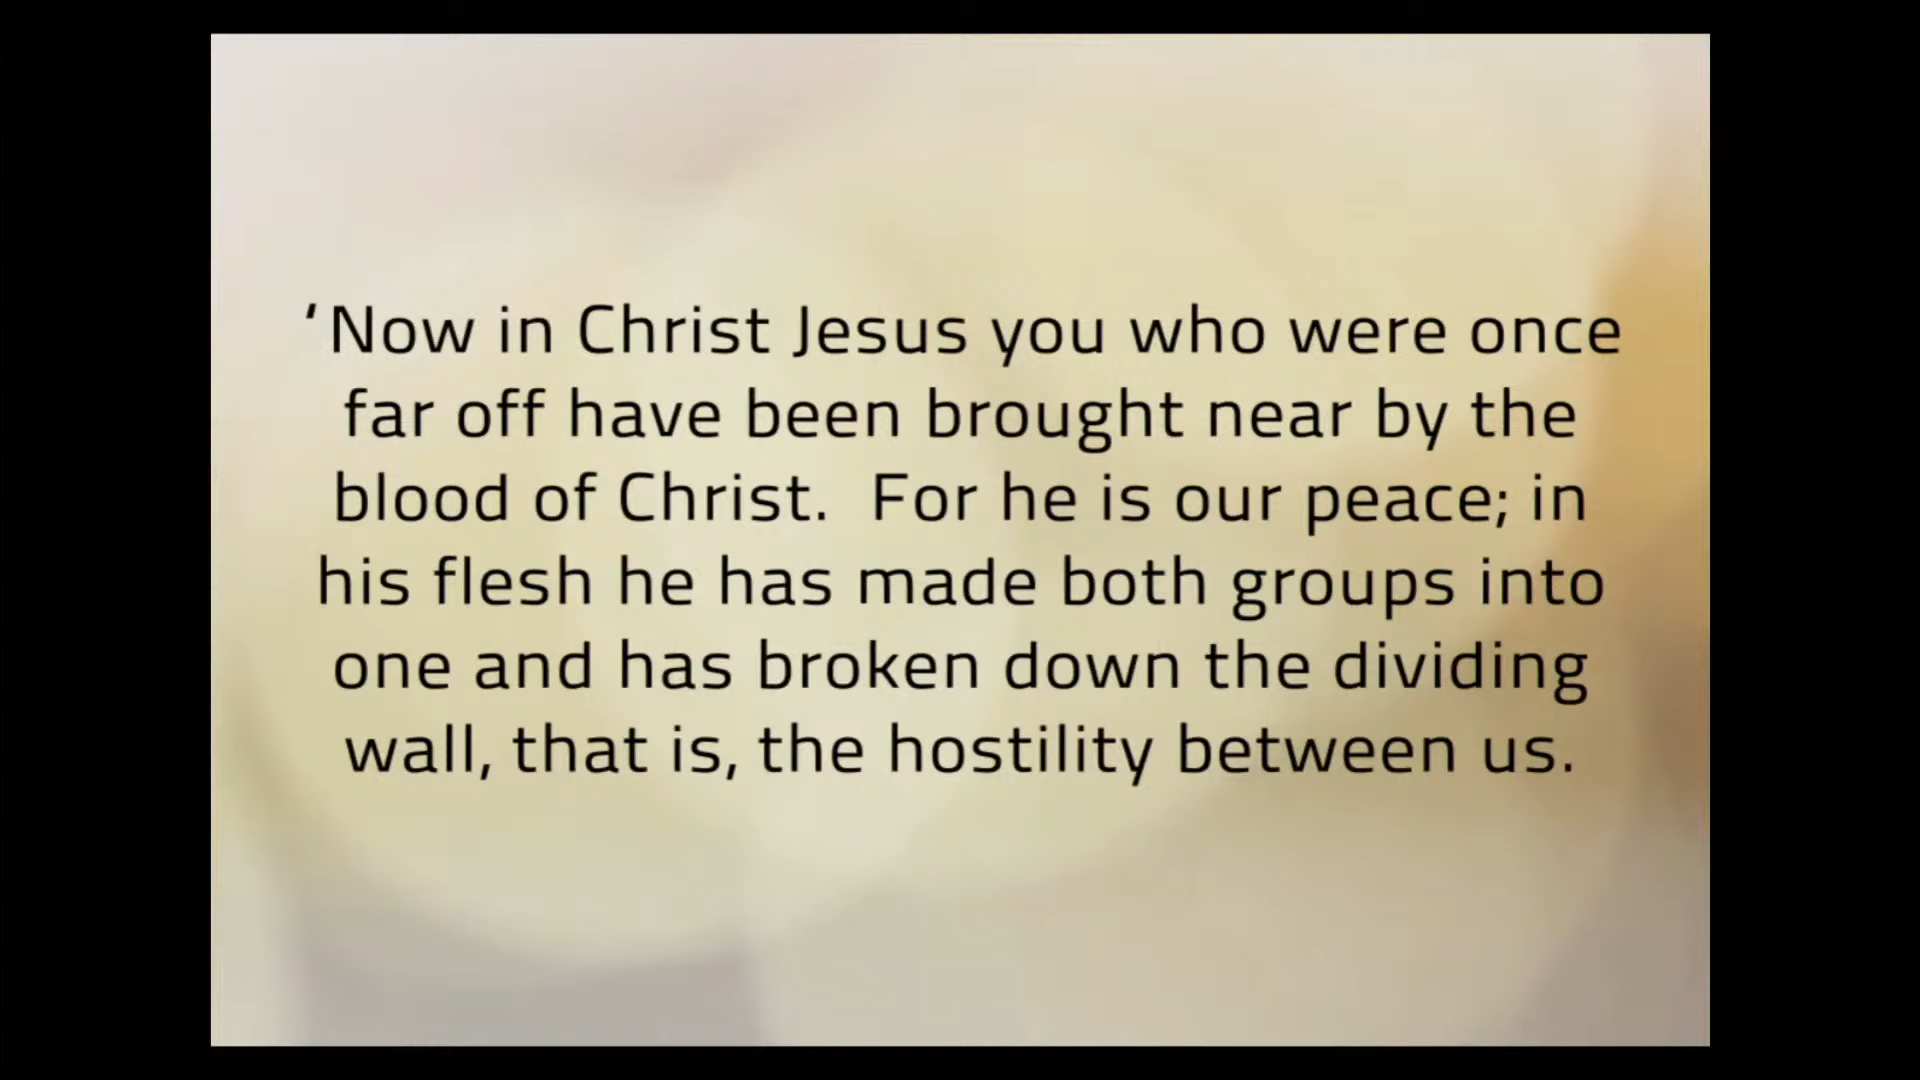 ‘Now in Christ Jesus you who were once
far off have been brought near by the
blood of Christ.  For he is our peace; in
his flesh he has made both groups into
one and has broken down the dividing
wall, that is, the hostility between us.